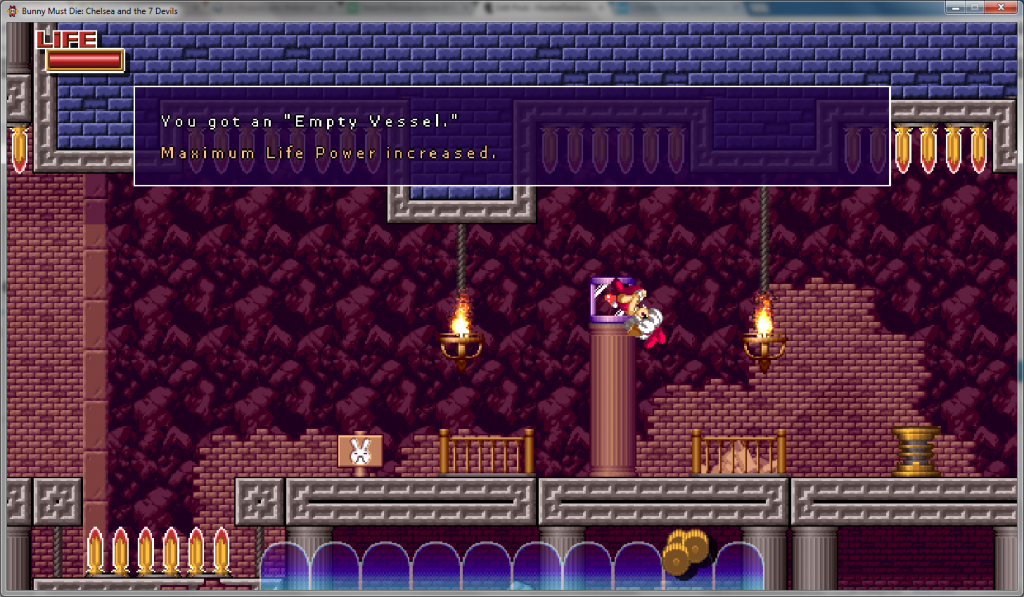 Bunny Must Die: Chelsea and the 7 Devils
LIFE
You got an "Empty Vessel."
Maximum Life Power increased.